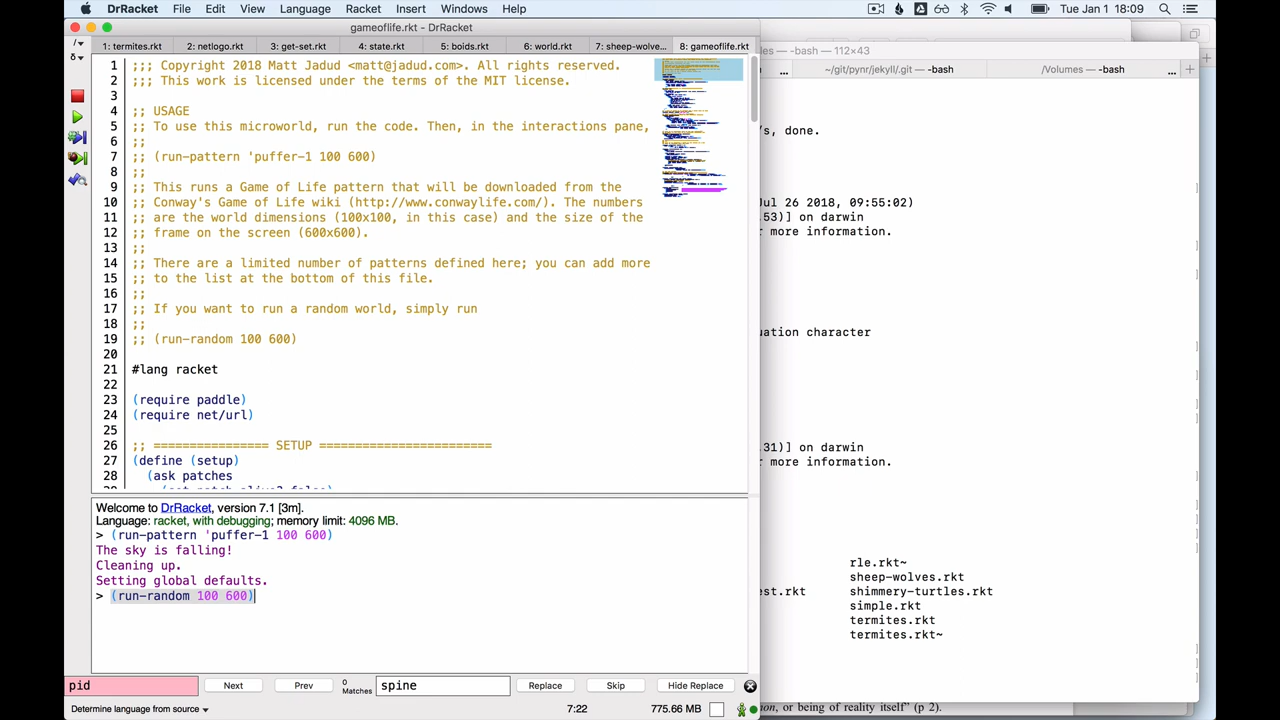 DrRacket File Edit View Language Racket Insert Windows Help Tue Jan 1 18:09
gameoflife.rkt - DrRacket
1: termites.rkt 2: netlogo.rkt 3: get-set.rkt 4: state.rkt 5: boids.rkt 6: world.rkt 7: sheep-wolve... 8: gameoflife.rkt
1 ;;; Copyright 2018 Matt Jadud <matt@jadud.com>. All rights reserved.
2 ;;; This work is licensed under the terms of the MIT license.
3
4 ;; USAGE
5 ;; To use this microworld, run the code. Then, in the interactions pane,
6 ;;
7 ;; (run-pattern 'puffer-1 100 600)
8 ;;
9 ;; This runs a Game of Life pattern that will be downloaded from the
10 ;; Conway's Game of Life wiki (http://www.conwaylife.com/). The numbers
11 ;; are the world dimensions (100x100, in this case) and the size of the
12 ;; frame on the screen (600x600).
13 ;;
14 ;; There are a limited number of patterns defined here; you can add more
15 ;; to the list at the bottom of this file.
16 ;;
17 ;; If you want to run a random world, simply run
18 ;;
19 ;; (run-random 100 600)
20
21 #lang racket
22
23 (require paddle)
24 (require net/url)
25
26 ;; ================ SETUP ========================
27 (define (setup)
28 (ask patches
Welcome to DrRacket, version 7.1 [3m].
Language: racket, with debugging; memory limit: 4096 MB.
> (run-pattern 'puffer-1 100 600)
The sky is falling!
Cleaning up.
Setting global defaults.
> (run-random 100 600)
pid Next Prev 0 Matches spine Replace Skip Hide Replace
Determine language from source 7:22 775.66 MB
les — -bash — 112×43
... ~/git/pynr/jekyll/.git — -bash /Volumes — -bash ...
's, done.
Jul 26 2018, 09:55:02)
53)] on darwin
r more information.
uation character
31)] on darwin
r more information.
rle.rkt~
sheep-wolves.rkt
est.rkt shimmery-turtles.rkt
simple.rkt
termites.rkt
termites.rkt~
or being of reality itself" (p 2).